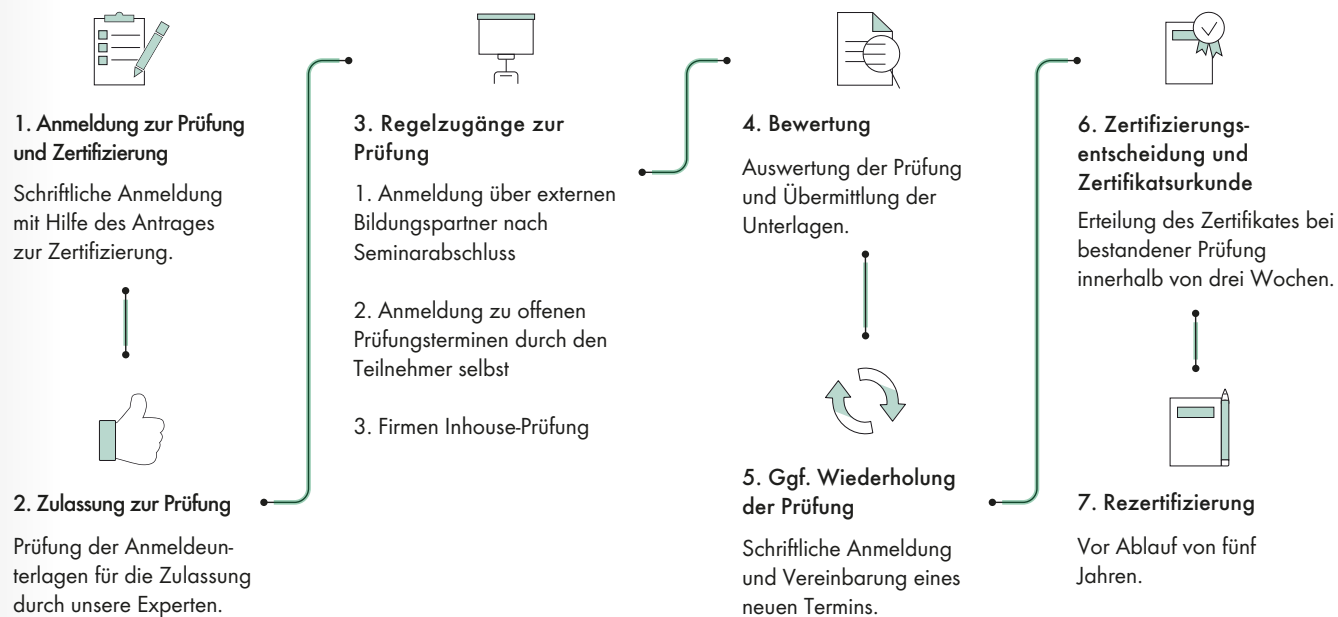 1. Anmeldung zur Prüfung
und Zertifizierung
Schriftliche Anmeldung
mit Hilfe des Antrages
zur Zertifizierung.
2. Zulassung zur Prüfung
Prüfung der Anmeldeun-
terlagen für die Zulassung
durch unsere Experten.
3. Regelzugänge zur
Prüfung
1. Anmeldung über externen
Bildungspartner nach
Seminarabschluss
2. Anmeldung zu offenen
Prüfungsterminen durch den
Teilnehmer selbst
3. Firmen Inhouse-Prüfung
4. Bewertung
Auswertung der Prüfung
und Übermittlung der
Unterlagen.
5. Ggf. Wiederholung
der Prüfung
Schriftliche Anmeldung
und Vereinbarung eines
neuen Termins.
6. Zertifizierungs-
entscheidung und
Zertifikatsurkunde
Erteilung des Zertifikates bei
bestandener Prüfung
innerhalb von drei Wochen.
7. Rezertifizierung
Vor Ablauf von fünf
Jahren.